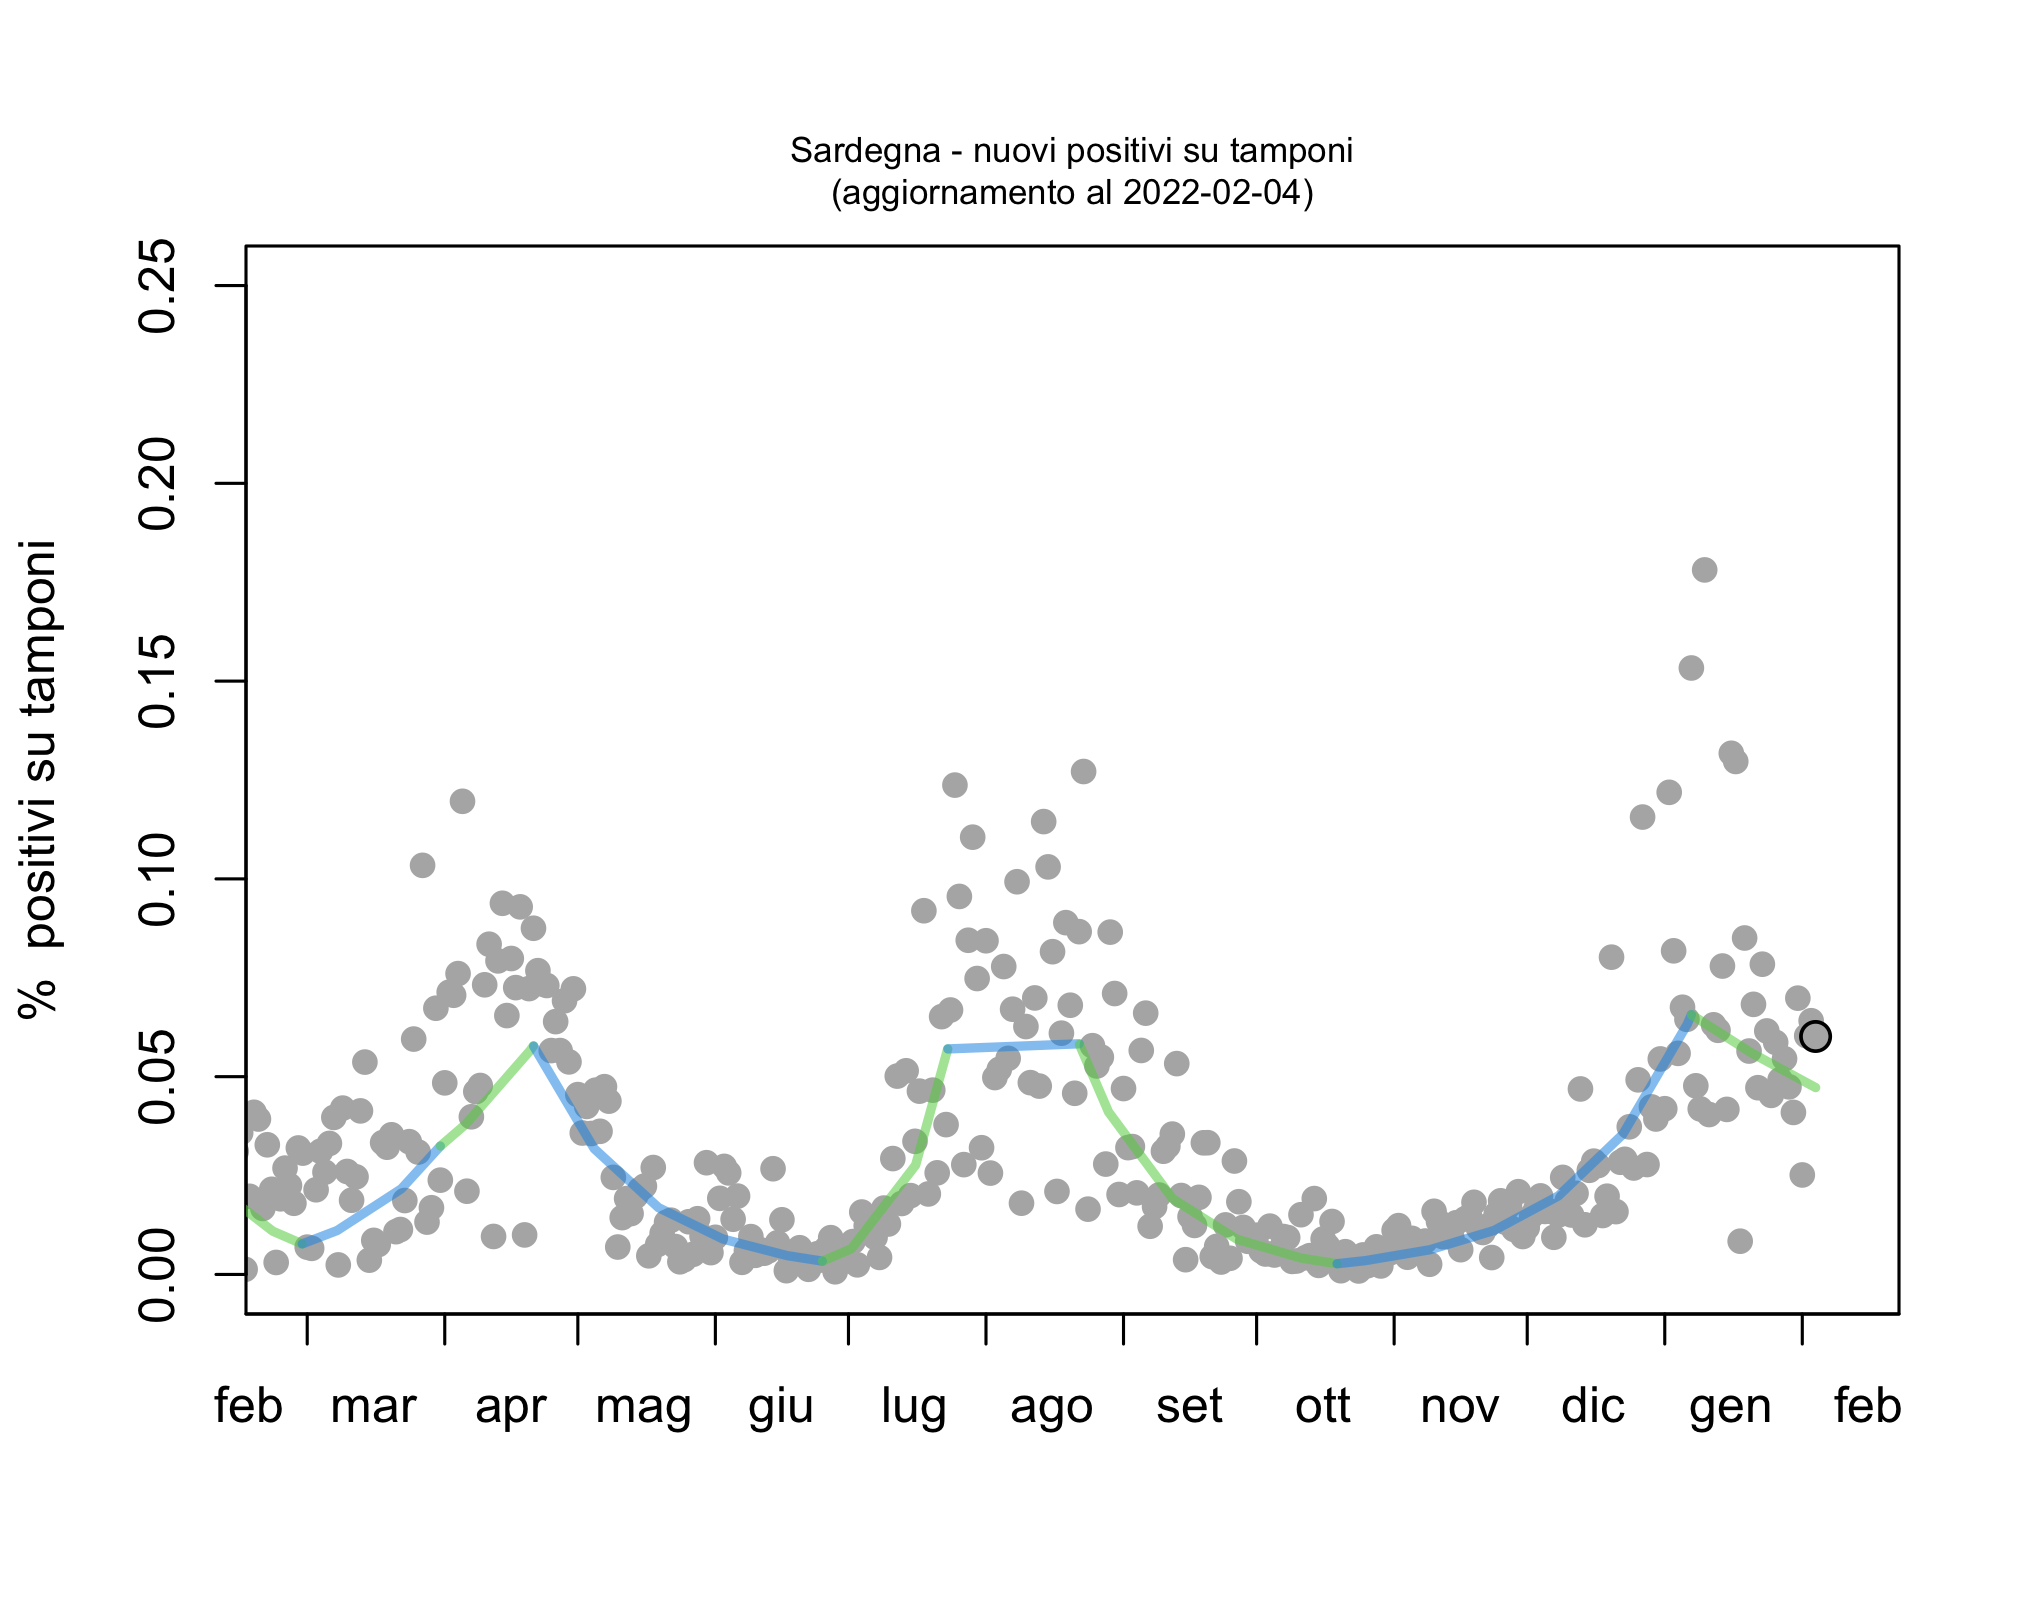 Sardegna - nuovi positivi su tamponi
(aggiornamento al 2022-02-04)
% positivi su tamponi
0.25
0.20
0.15
0.10
0.05
0.00
feb mar apr mag giu lug ago set ott nov dic gen feb